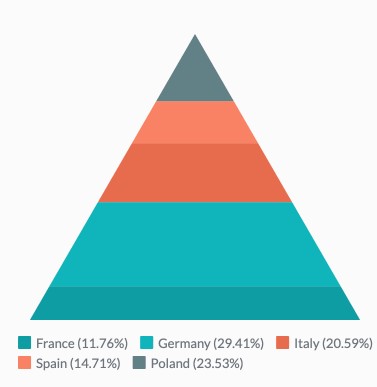 France (11.76%) Germany (29.41%) Italy (20.59%)
Spain (14.71%) Poland (23.53%)